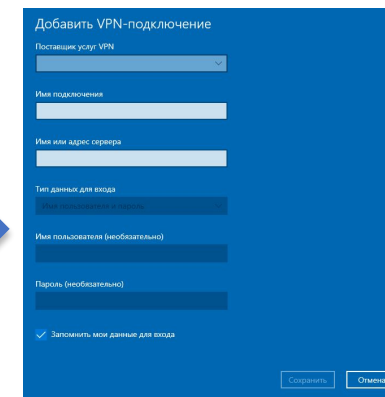 Добавить VPN-подключение
Поставщик услуг VPN
Имя подключения
Имя или адрес сервера
Тип данных для входа
Имя пользователя и пароль
Имя пользователя (необязательно)
Пароль (необязательно)
Запомнить мои данные для входа
Сохранить
Отмена